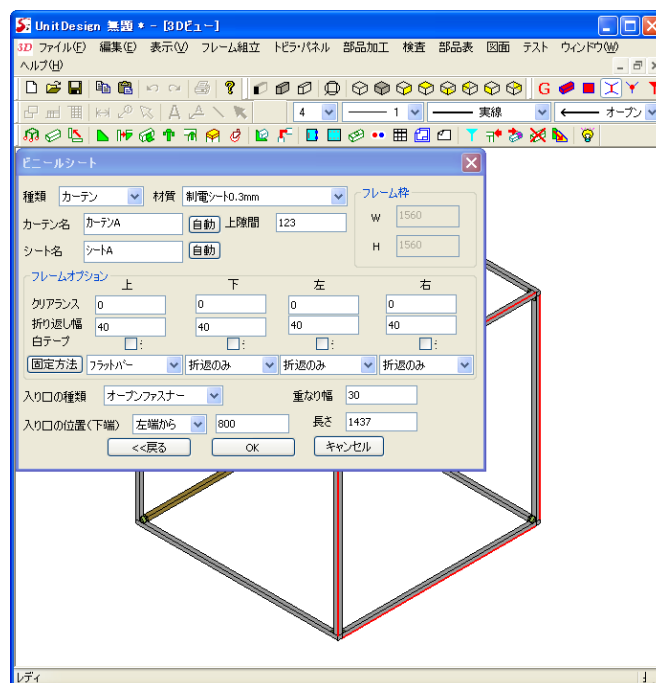 UnitDesign 無題 * - [3Dビュー]
3D ファイル(F) 編集(E) 表示(V) フレーム組立 トビラ・パネル 部品加工 検査 部品表 図面 テスト ウィンドウ(W)
ヘルプ(H)
4 1 実線 オープン
ビニールシート
種類 カーテン 材質 制電シート0.3mm フレーム枠
カーテン名 カーテンA 自動 上隙間 123 W 1560
シート名 シートA 自動 H 1560
フレームオプション
上 下 左 右
クリアランス 0 0 0 0
折り返し幅 40 40 40 40
白テープ : : : :
固定方法 フラットバー 折返のみ 折返のみ 折返のみ
入り口の種類 オープンファスナー 重なり幅 30
入り口の位置(下端) 左端から 800 長さ 1437
<<戻る OK キャンセル
レディ